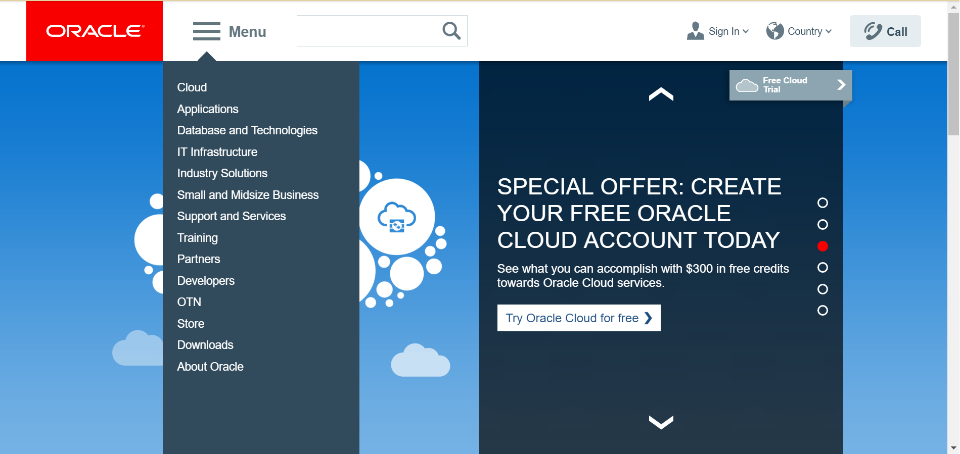 ORACLE
Menu
Sign In
Country
Call
Cloud
Applications
Database and Technologies
IT Infrastructure
Industry Solutions
Small and Midsize Business
Support and Services
Training
Partners
Developers
OTN
Store
Downloads
About Oracle
Free Cloud
Trial
SPECIAL OFFER: CREATE
YOUR FREE ORACLE
CLOUD ACCOUNT TODAY
See what you can accomplish with $300 in free credits
towards Oracle Cloud services.
Try Oracle Cloud for free